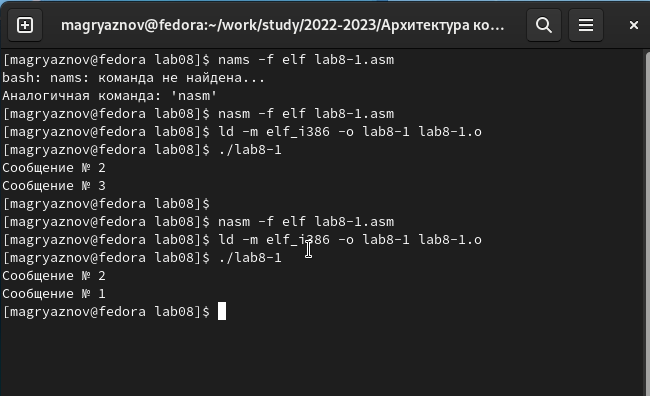 magryaznov@fedora:~/work/study/2022-2023/Архитектура ко...
[magryaznov@fedora lab08]$ nams -f elf lab8-1.asm
bash: nams: команда не найдена...
Аналогичная команда: 'nasm'
[magryaznov@fedora lab08]$ nasm -f elf lab8-1.asm
[magryaznov@fedora lab08]$ ld -m elf_i386 -o lab8-1 lab8-1.o
[magryaznov@fedora lab08]$ ./lab8-1
Сообщение № 2
Сообщение № 3
[magryaznov@fedora lab08]$
[magryaznov@fedora lab08]$ nasm -f elf lab8-1.asm
[magryaznov@fedora lab08]$ ld -m elf_i386 -o lab8-1 lab8-1.o
[magryaznov@fedora lab08]$ ./lab8-1
Сообщение № 2
Сообщение № 1
[magryaznov@fedora lab08]$